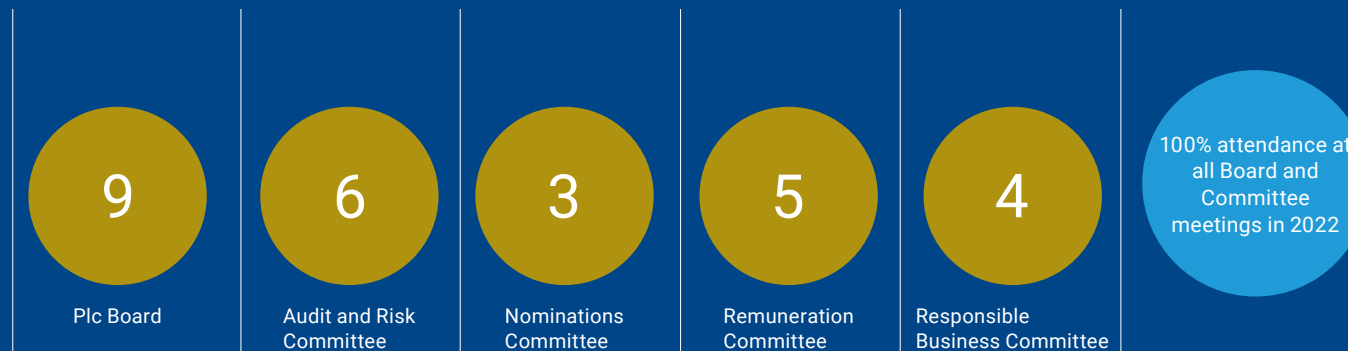 9
Plc Board
6
Audit and Risk
Committee
3
Nominations
Committee
5
Remuneration
Committee
4
Responsible
Business Committee
100% attendance at
all Board and
Committee
meetings in 2022